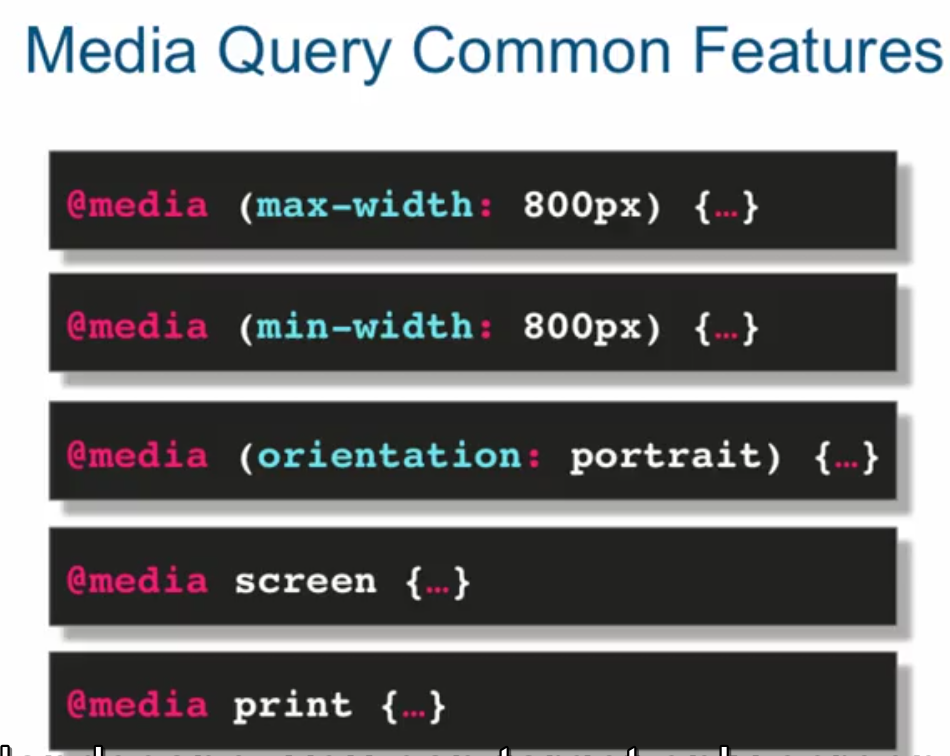 Media Query Common Features
@media (max-width: 800px) {…}
@media (min-width: 800px) {…}
@media (orientation: portrait) {…}
@media screen {…}
@media print {…}